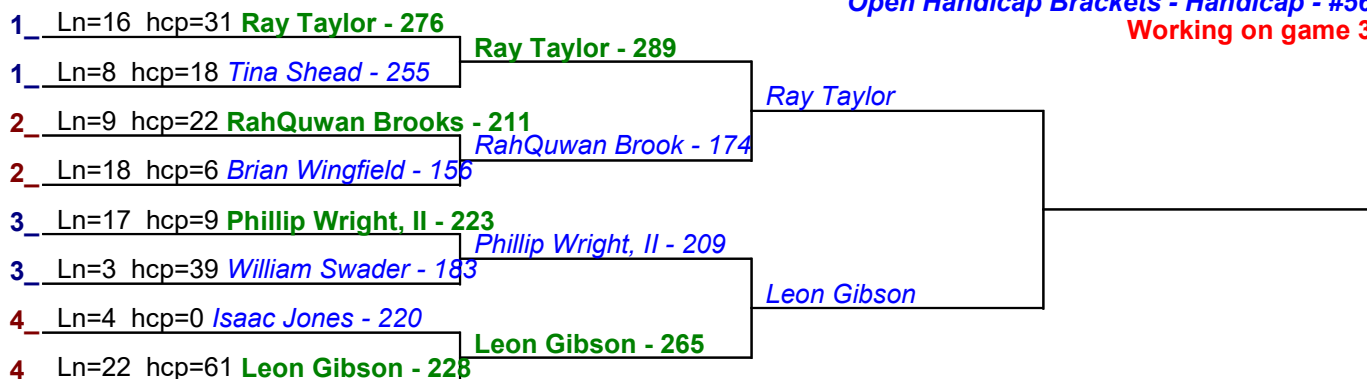 Open Handicap Brackets - Handicap - #56
Working on game 3
1_ Ln=16 hcp=31 Ray Taylor - 276
1_ Ln=8 hcp=18 Tina Shead - 255
2_ Ln=9 hcp=22 RahQuwan Brooks - 211
2_ Ln=18 hcp=6 Brian Wingfield - 156
3_ Ln=17 hcp=9 Phillip Wright, II - 223
3_ Ln=3 hcp=39 William Swader - 183
4_ Ln=4 hcp=0 Isaac Jones - 220
4 Ln=22 hcp=61 Leon Gibson - 228
Ray Taylor - 289
RahQuwan Brook - 174
Phillip Wright, II - 209
Leon Gibson - 265
Ray Taylor
Leon Gibson